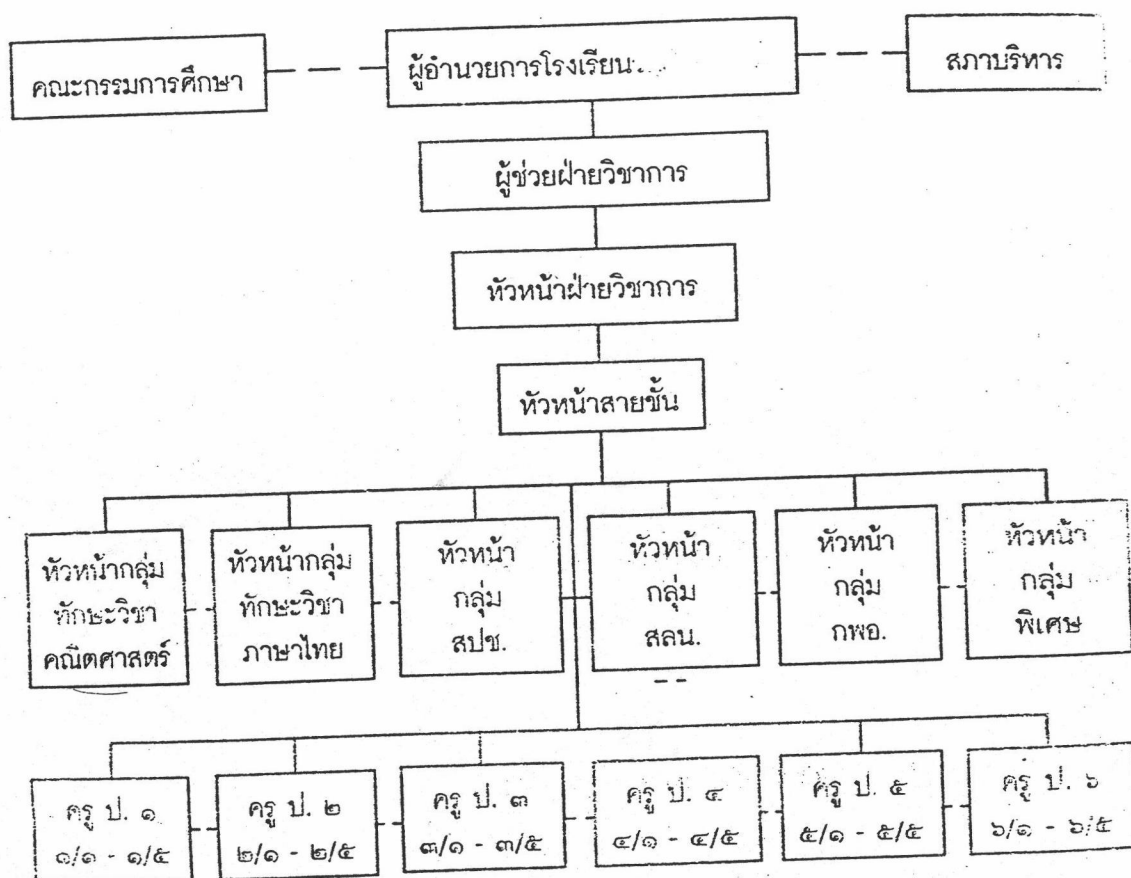 คณะกรรมการศึกษา
ผู้อำนวยการโรงเรียน...
สภาบริหาร
ผู้ช่วยฝ่ายวิชาการ
หัวหน้าฝ่ายวิชาการ
หัวหน้าสายชั้น
หัวหน้ากลุ่ม
ทักษะวิชา
คณิตศาสตร์
หัวหน้ากลุ่ม
ทักษะวิชา
ภาษาไทย
หัวหน้า
กลุ่ม
สปช.
หัวหน้า
กลุ่ม
สลน.
หัวหน้า
กลุ่ม
กพอ.
หัวหน้า
กลุ่ม
พิเศษ
ครู ป. ๑
๑/๑ - ๑/๕
ครู ป. ๒
๒/๑ - ๒/๕
ครู ป. ๓
๓/๑ - ๓/๕
ครู ป. ๔
๔/๑ - ๔/๕
ครู ป. ๕
๕/๑ - ๕/๕
ครู ป. ๖
๖/๑ - ๖/๕